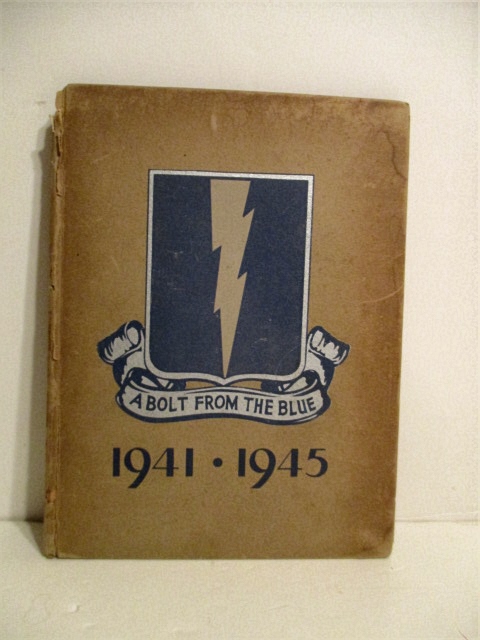 A BOLT FROM THE BLUE
1941 • 1945